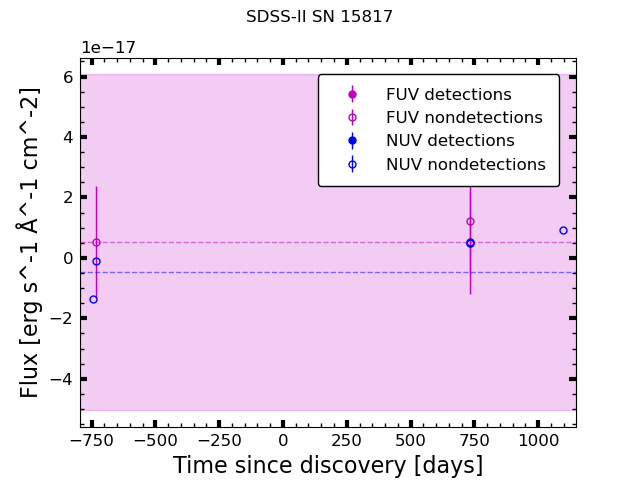 SDSS-II SN 15817
1e−17
6
4
2
0
−2
−4
Flux [erg s^-1 Å^-1 cm^-2]
FUV detections
FUV nondetections
NUV detections
NUV nondetections
−750 −500 −250 0 250 500 750 1000
Time since discovery [days]